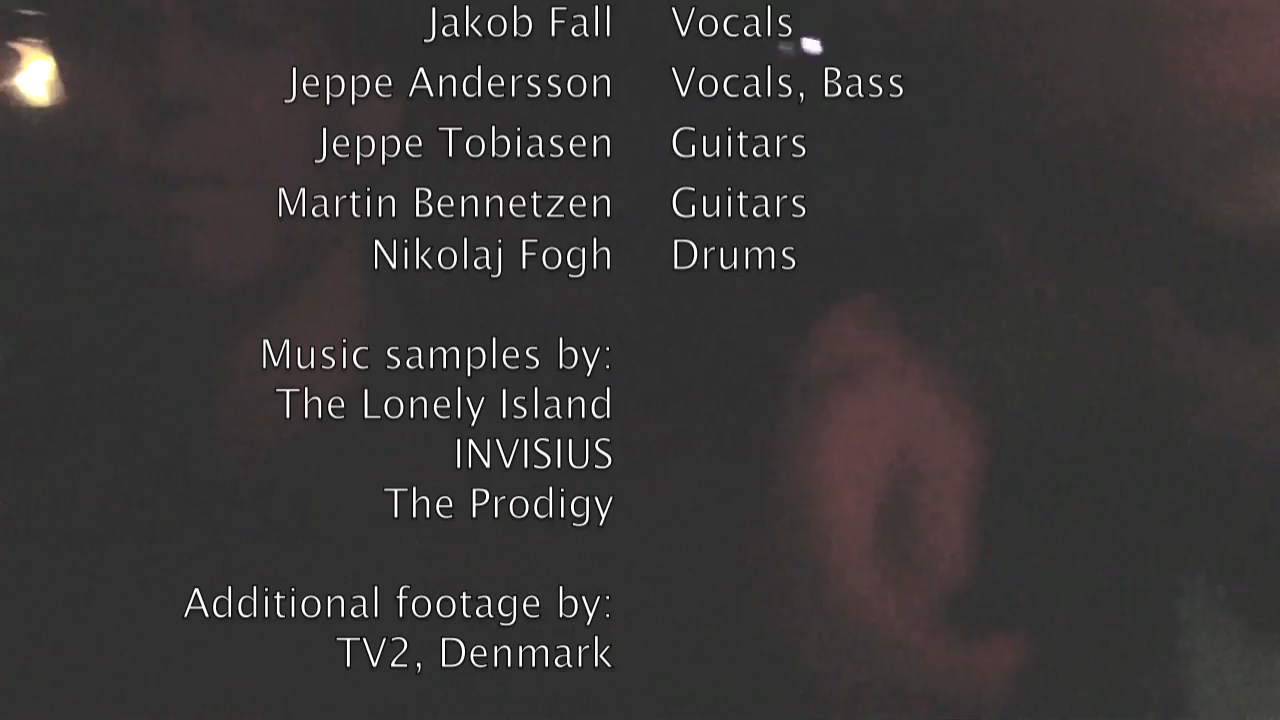 Jakob Fall Vocals
Jeppe Andersson Vocals, Bass
Jeppe Tobiasen Guitars
Martin Bennetzen Guitars
Nikolaj Fogh Drums
Music samples by:
The Lonely Island
INVISIUS
The Prodigy
Additional footage by:
TV2, Denmark